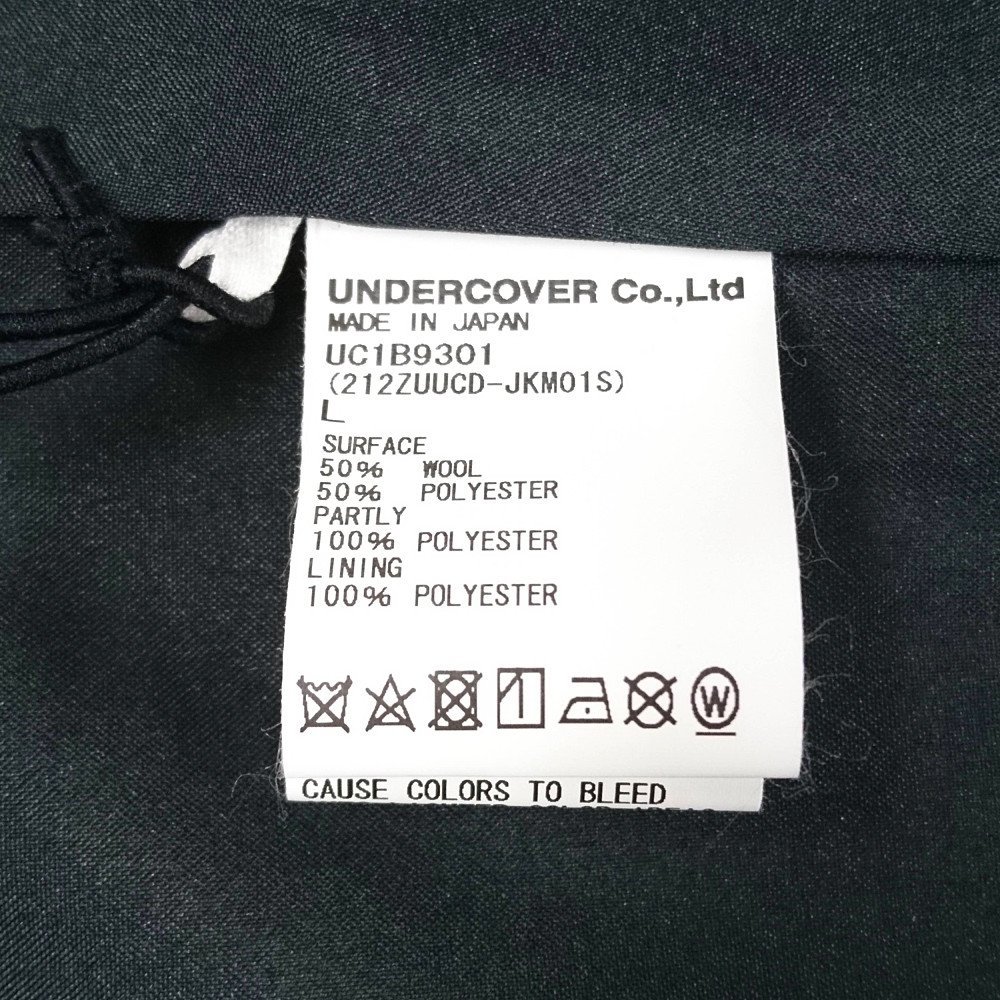 UNDERCOVER Co.,Ltd
MADE IN JAPAN
UC1B9301
(212ZUUCD-JKM01S)
L
SURFACE
50% WOOL
50% POLYESTER
PARTLY
100% POLYESTER
LINING
100% POLYESTER
W
CAUSE COLORS TO BLEED